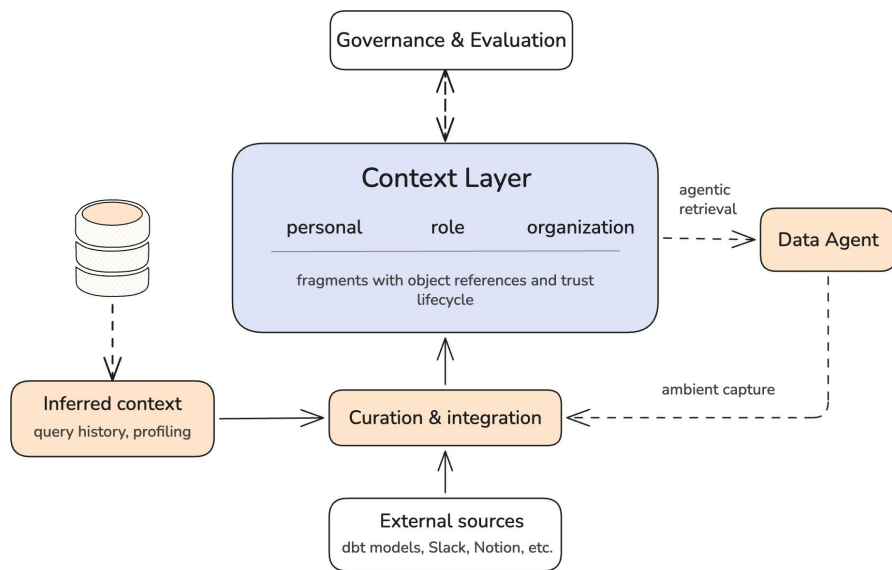 Governance & Evaluation
Context Layer
personal role organization
fragments with object references and trust
lifecycle
agentic
retrieval
Data Agent
Inferred context
query history, profiling
Curation & integration
ambient capture
External sources
dbt models, Slack, Notion, etc.